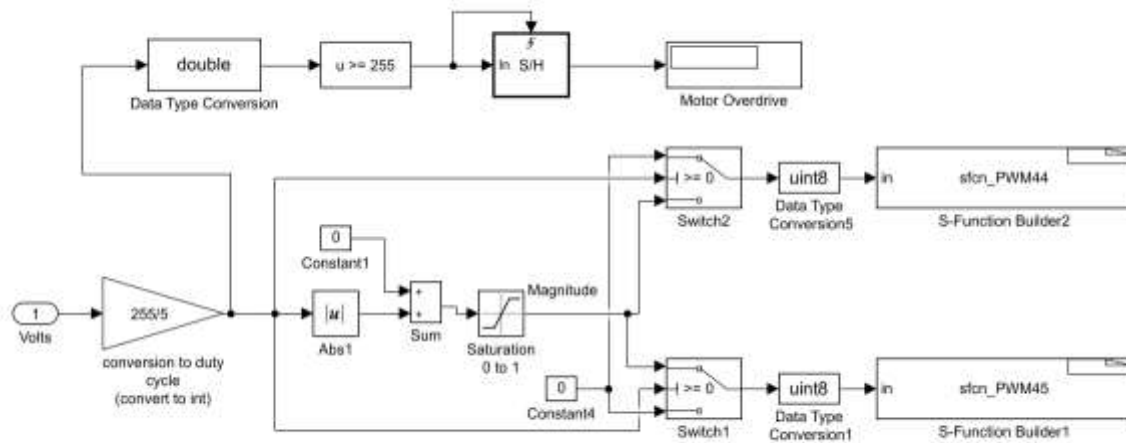 double
Data Type Conversion
u >= 255
In S/H
Motor Overdrive
1
Volts
255/5
conversion to duty
cycle
(convert to int)
0
Constant1
|u|
Abs1
+
+
Sum
Saturation
0 to 1
Magnitude
0
Constant4
>= 0
Switch2
uint8
Data Type
Conversion5
in
sfcn_PWM44
S-Function Builder2
>= 0
Switch1
uint8
Data Type
Conversion1
in
sfcn_PWM45
S-Function Builder1